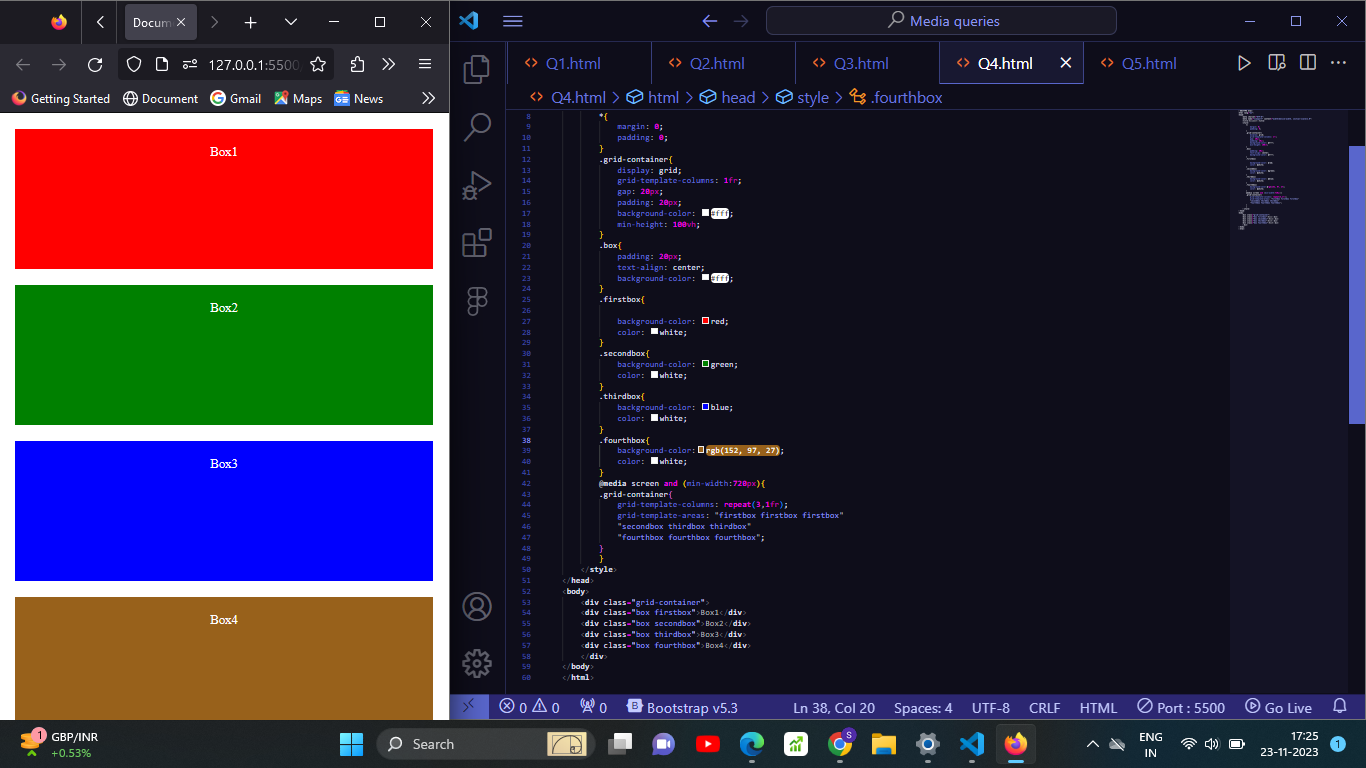 Docum
127.0.0.1:5500
Getting Started
Document
Gmail
Maps
News
Box1
Box2
Box3
Box4
Media queries
Q1.html
Q2.html
Q3.html
Q4.html
Q5.html
Q4.html > html > head > style > .fourthbox
8 *{
9 margin: 0;
10 padding: 0;
11 }
12 .grid-container{
13 display: grid;
14 grid-template-columns: 1fr;
15 gap: 20px;
16 padding: 20px;
17 background-color: #fff;
18 min-height: 100vh;
19 }
20 .box{
21 padding: 20px;
22 text-align: center;
23 background-color: #fff;
24 }
25 .firstbox{
26
27 background-color: red;
28 color: white;
29 }
30 .secondbox{
31 background-color: green;
32 color: white;
33 }
34 .thirdbox{
35 background-color: blue;
36 color: white;
37 }
38 .fourthbox{
39 background-color: rgb(152, 97, 27);
40 color: white;
41 }
42 @media screen and (min-width:720px){
43 .grid-container{
44 grid-template-columns: repeat(3,1fr);
45 grid-template-areas: "firstbox firstbox firstbox"
46 "secondbox thirdbox thirdbox"
47 "fourthbox fourthbox fourthbox";
48 }
49 }
50 </style>
51 </head>
52 <body>
53 <div class="grid-container">
54 <div class="box firstbox">Box1</div>
55 <div class="box secondbox">Box2</div>
56 <div class="box thirdbox">Box3</div>
57 <div class="box fourthbox">Box4</div>
58 </div>
59 </body>
60 </html>
0 0 0 Bootstrap v5.3 Ln 38, Col 20 Spaces: 4 UTF-8 CRLF HTML Port : 5500 Go Live
1
GBP/INR
+0.53%
Search
S
ENG
IN
17:25
23-11-2023
1